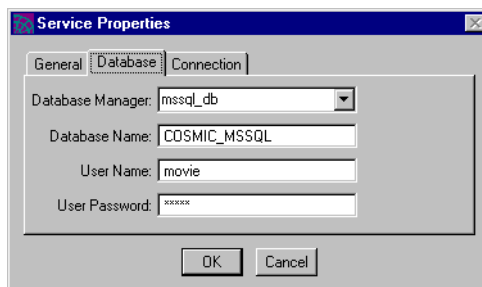 Service Properties
General Database Connection
Database Manager: mssql_db
Database Name: COSMIC_MSSQL
User Name: movie
User Password: *****
OK Cancel